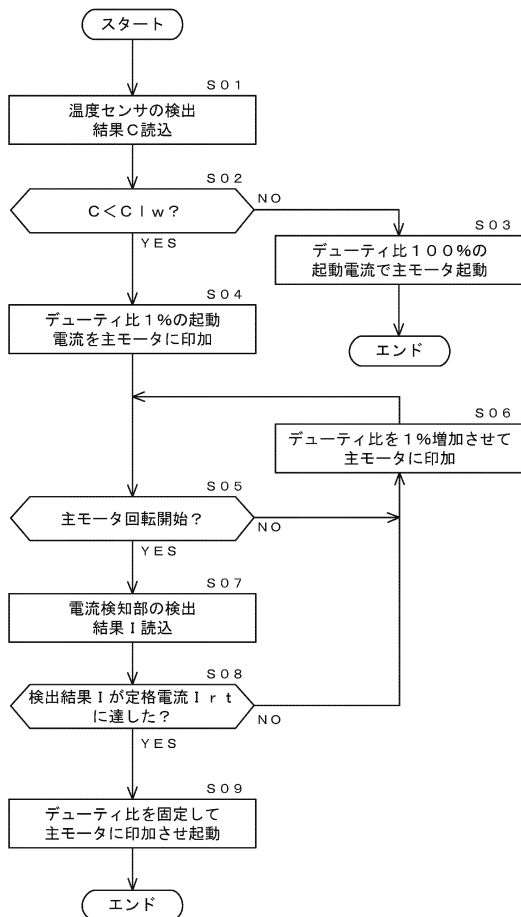 スタート
S01
温度センサの検出
結果C読込
S02
C<Clw?
NO
YES
S03
デューティ比100%の
起動電流で主モータ起動
エンド
S04
デューティ比1%の起動
電流を主モータに印加
S06
デューティ比を1%増加させて
主モータに印加
S05
主モータ回転開始?
NO
YES
S07
電流検知部の検出
結果I読込
S08
検出結果Iが定格電流Irt
に達した?
NO
YES
S09
デューティ比を固定して
主モータに印加させ起動
エンド